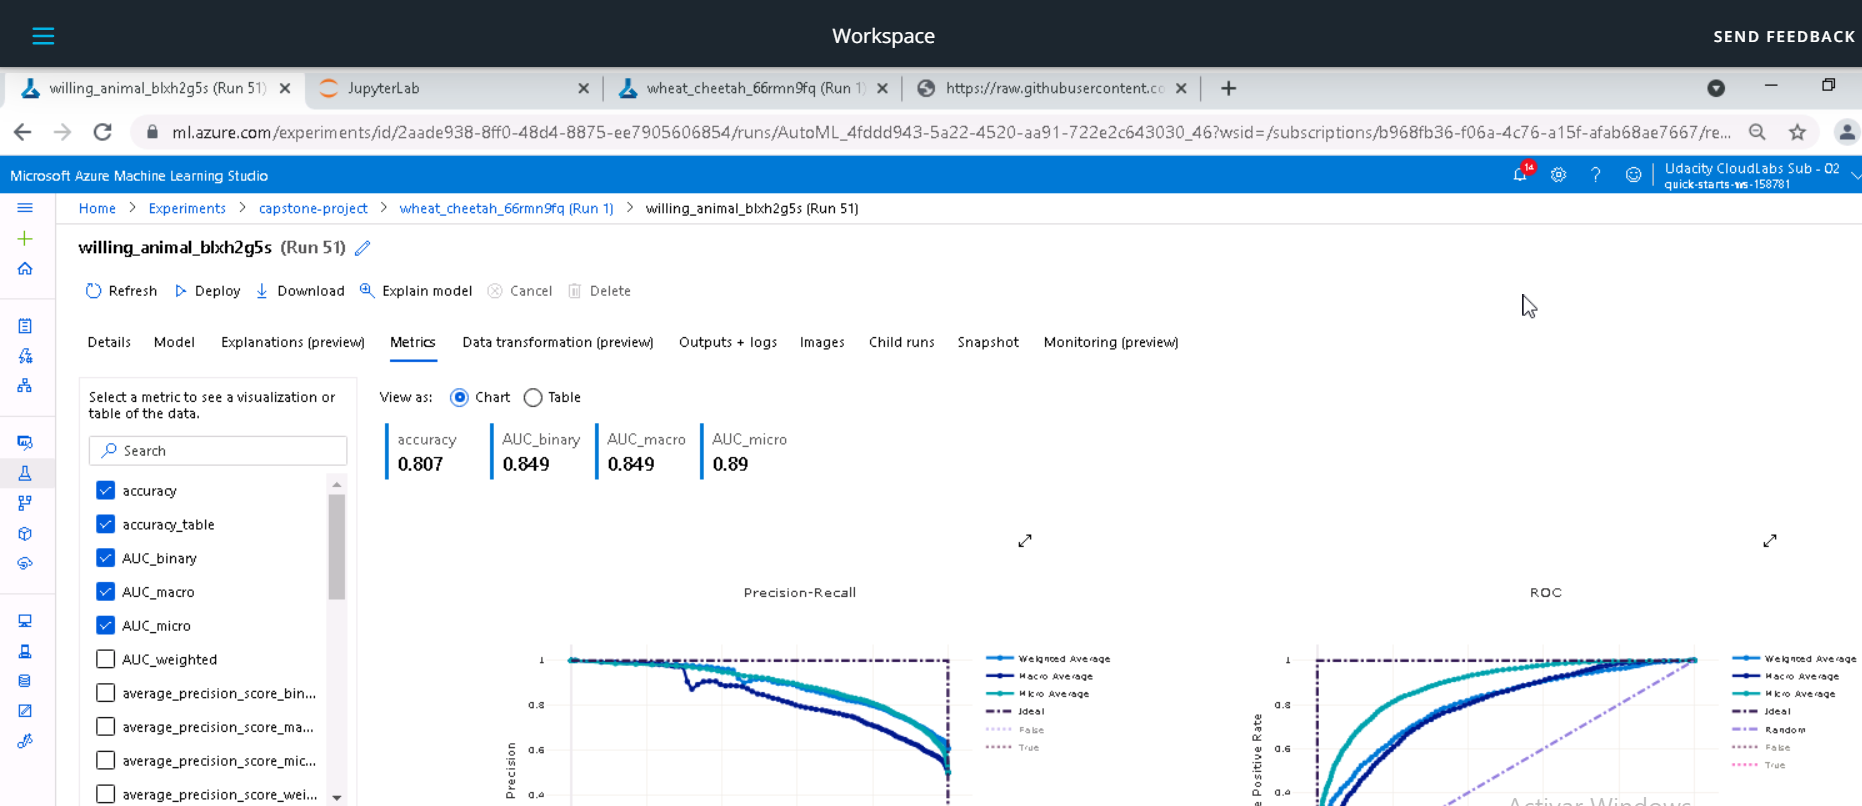 Workspace
SEND FEEDBACK
willing_animal_blxh2g5s (Run 51)
JupyterLab
wheat_cheetah_66rmn9fq (Run 1)
https://raw.githubusercontent.co
ml.azure.com/experiments/id/2aade938-8ff0-48d4-8875-ee7905606854/runs/AutoML_4fddd943-5a22-4520-aa91-722e2c643030_46?wsid=/subscriptions/b968fb36-f06a-4c76-a15f-afab68ae7667/re...
Microsoft Azure Machine Learning Studio
14
Udacity CloudLabs Sub - 02
quick-starts-ws-158781
Home > Experiments > capstone-project > wheat_cheetah_66rmn9fq (Run 1) > willing_animal_blxh2g5s (Run 51)
willing_animal_blxh2g5s (Run 51)
Refresh Deploy Download Explain model Cancel Delete
Details Model Explanations (preview) Metrics Data transformation (preview) Outputs + logs Images Child runs Snapshot Monitoring (preview)
Select a metric to see a visualization or
table of the data.
Search
accuracy
accuracy_table
AUC_binary
AUC_macro
AUC_micro
AUC_weighted
average_precision_score_bin...
average_precision_score_ma...
average_precision_score_mic...
average_precision_score_wei...
View as: Chart Table
accuracy
0.807
AUC_binary
0.849
AUC_macro
0.849
AUC_micro
0.89
Precision-Recall
1
0.8
0.6
0.4
Precision
Weighted Average
Macro Average
Micro Average
Ideal
False
True
ROC
1
0.8
0.6
0.4
e Positive Rate
Weighted Average
Macro Average
Micro Average
Ideal
Random
False
True
Activar Windows